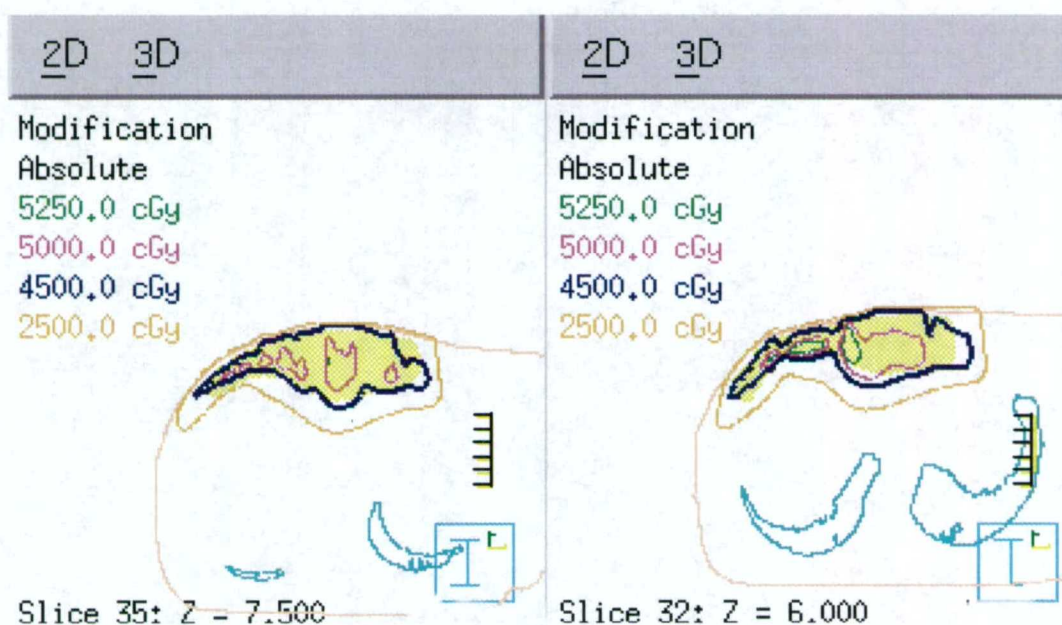 2D 3D
Modification
Absolute
5250.0 cGy
5000.0 cGy
4500.0 cGy
2500.0 cGy
Slice 35: Z = 7.500
2D 3D
Modification
Absolute
5250.0 cGy
5000.0 cGy
4500.0 cGy
2500.0 cGy
Slice 32: Z = 6.000